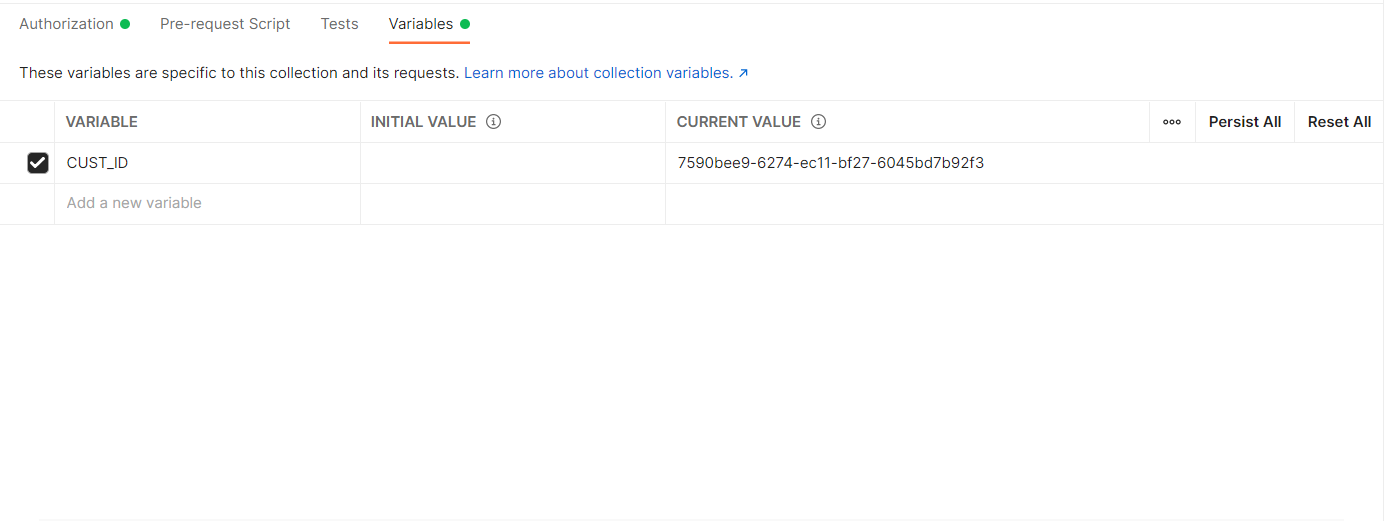 Authorization Pre-request Script Tests Variables
These variables are specific to this collection and its requests. Learn more about collection variables. ↗
VARIABLE INITIAL VALUE CURRENT VALUE Persist All Reset All
CUST_ID 7590bee9-6274-ec11-bf27-6045bd7b92f3
Add a new variable